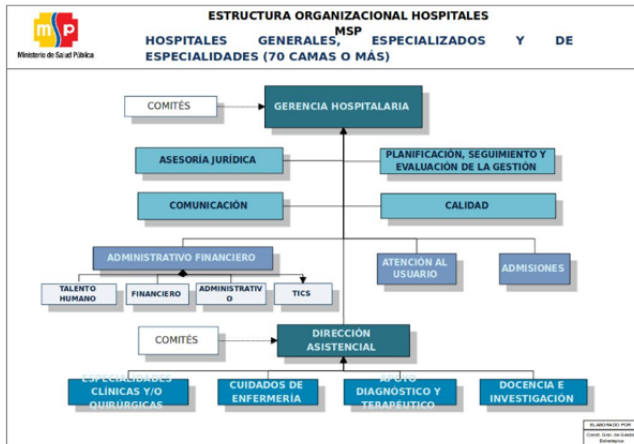 ESTRUCTURA ORGANIZACIONAL HOSPITALES
MSP
HOSPITALES GENERALES, ESPECIALIZADOS Y DE
ESPECIALIDADES (70 CAMAS O MÁS)
msp
Ministerio de Salud Pública
COMITÉS
GERENCIA HOSPITALARIA
ASESORÍA JURÍDICA
PLANIFICACIÓN, SEGUIMIENTO Y
EVALUACIÓN DE LA GESTIÓN
COMUNICACIÓN
CALIDAD
ADMINISTRATIVO FINANCIERO
ATENCIÓN AL
USUARIO
ADMISIONES
TALENTO
HUMANO
FINANCIERO
ADMINISTRATIV
O
TICS
COMITÉS
DIRECCIÓN
ASISTENCIAL
ESPECIALIDADES
CLÍNICAS Y/O
QUIRÚRGICAS
CUIDADOS DE
ENFERMERÍA
APOYO
DIAGNÓSTICO Y
TERAPÉUTICO
DOCENCIA E
INVESTIGACIÓN
ELABORADO POR